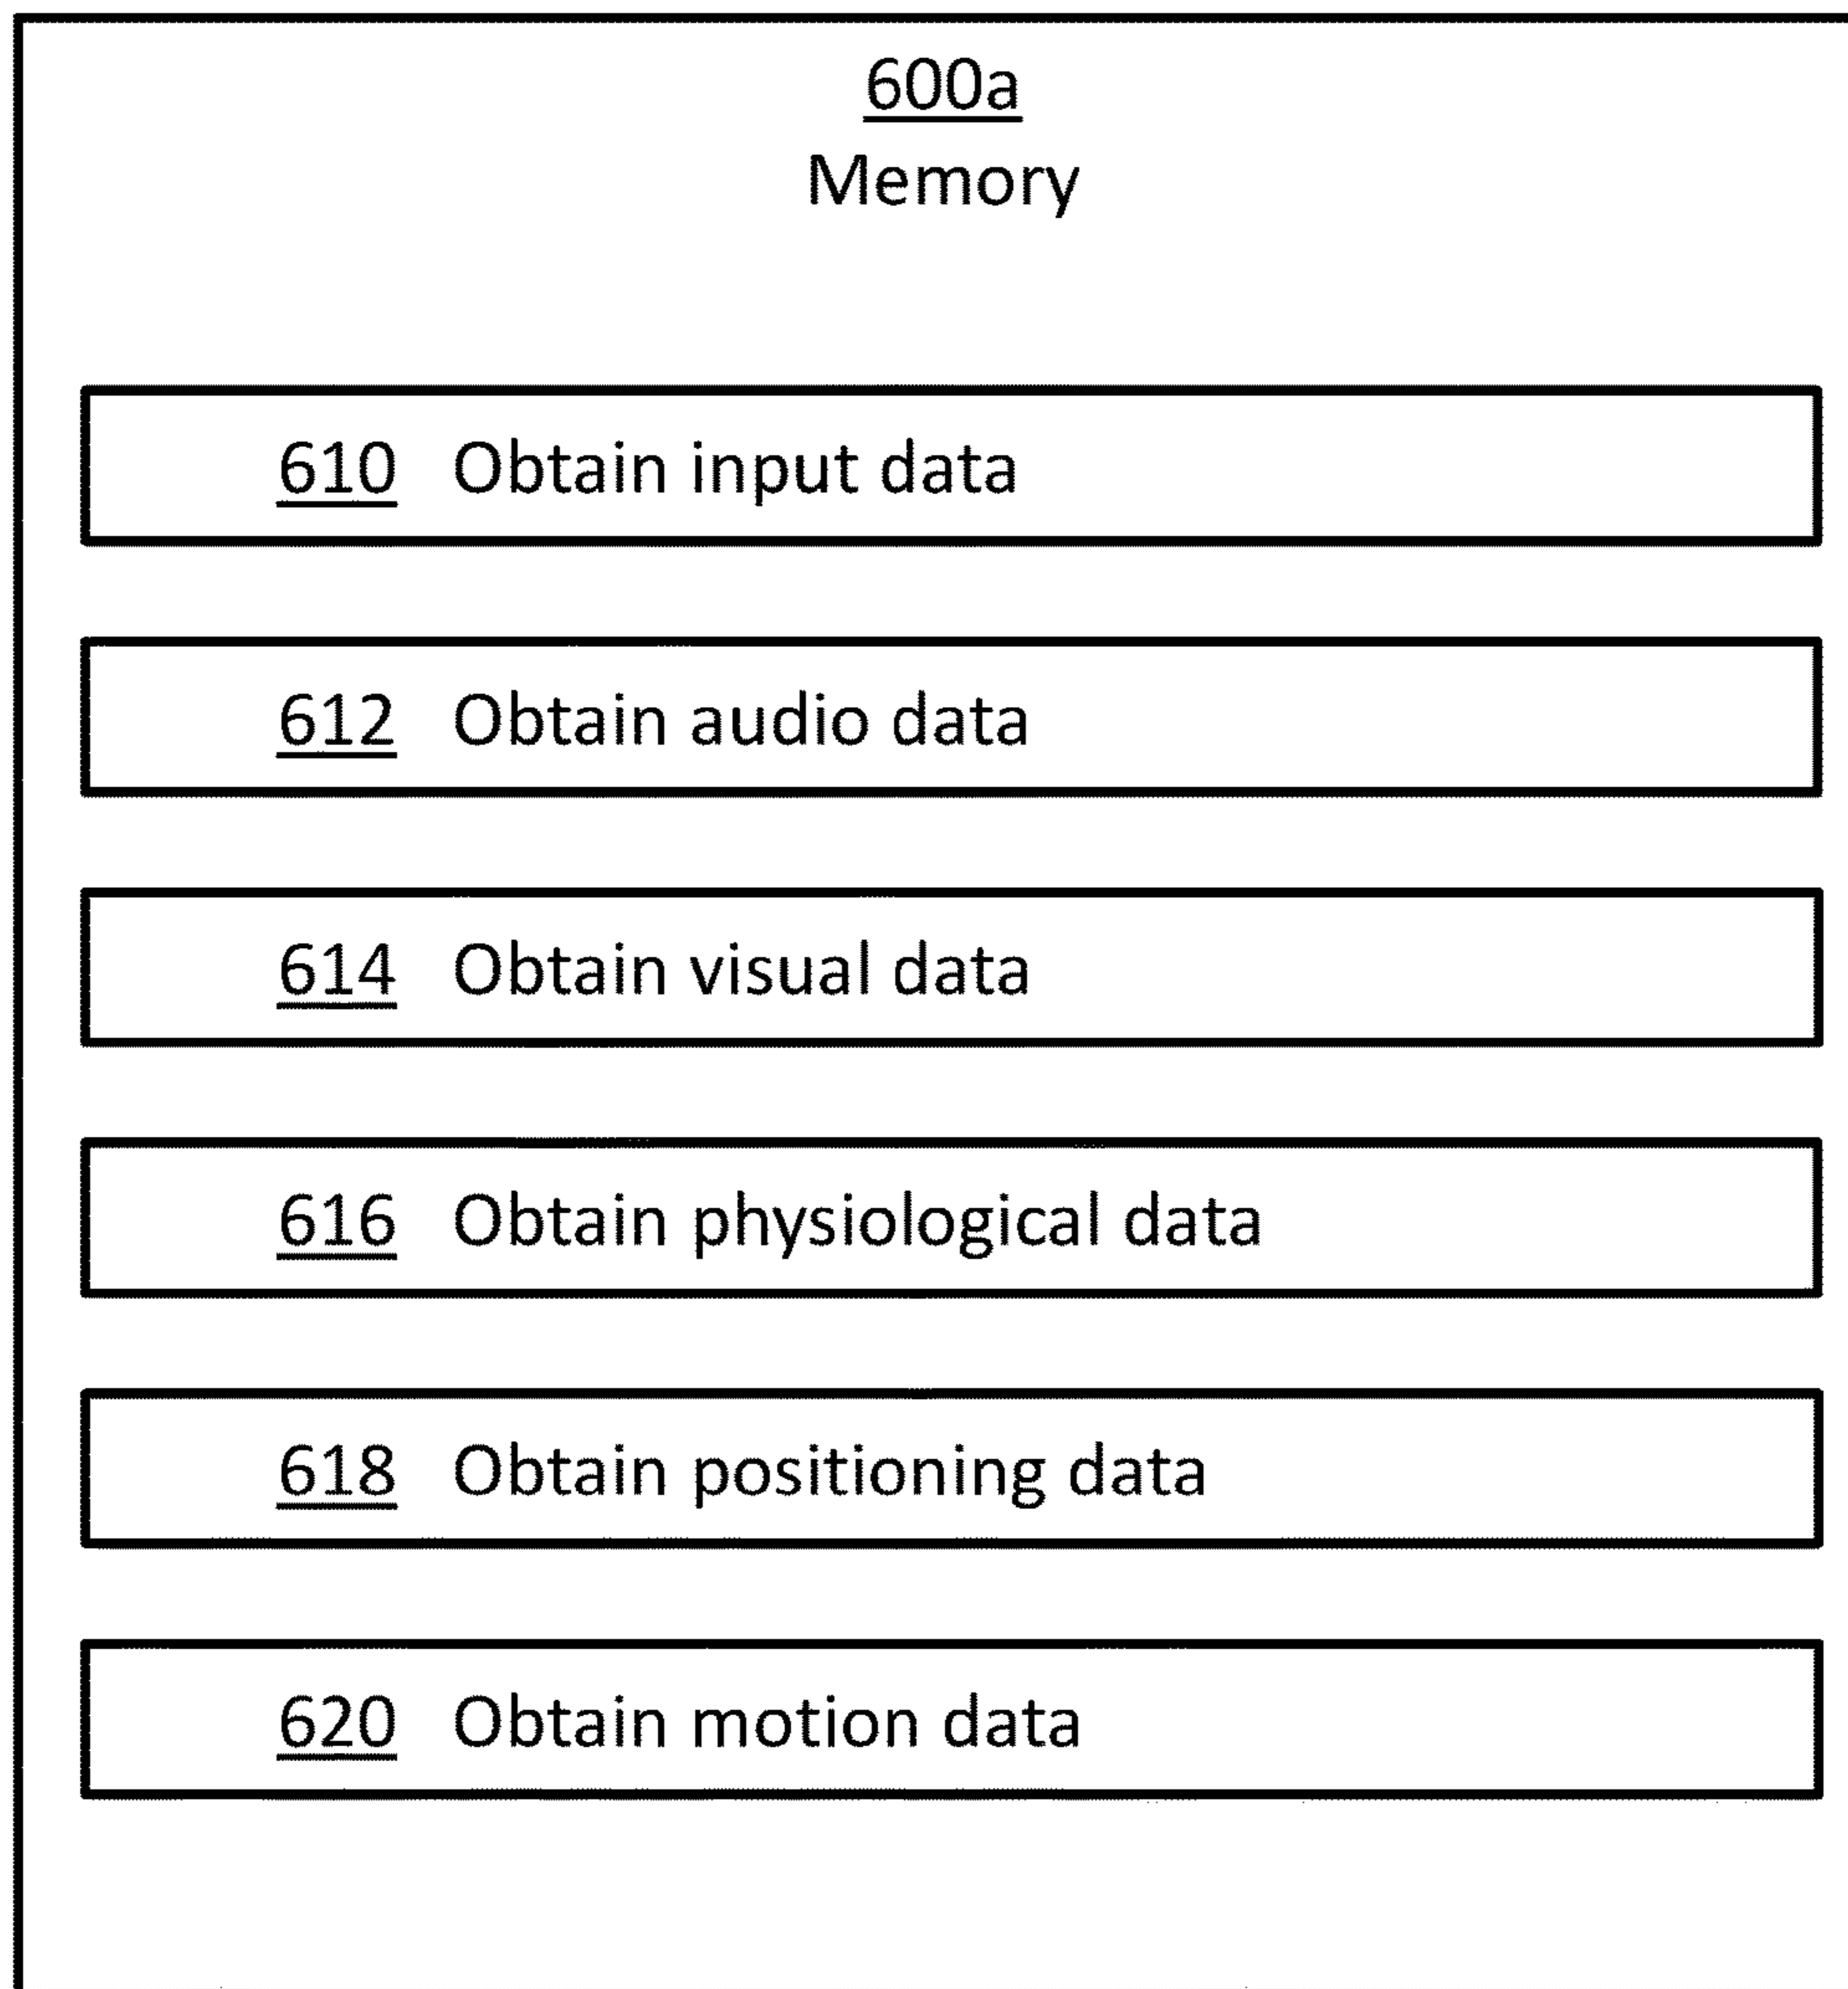 600a
Memory
610 Obtain input data
612 Obtain audio data
614 Obtain visual data
616 Obtain physiological data
618 Obtain positioning data
620 Obtain motion data